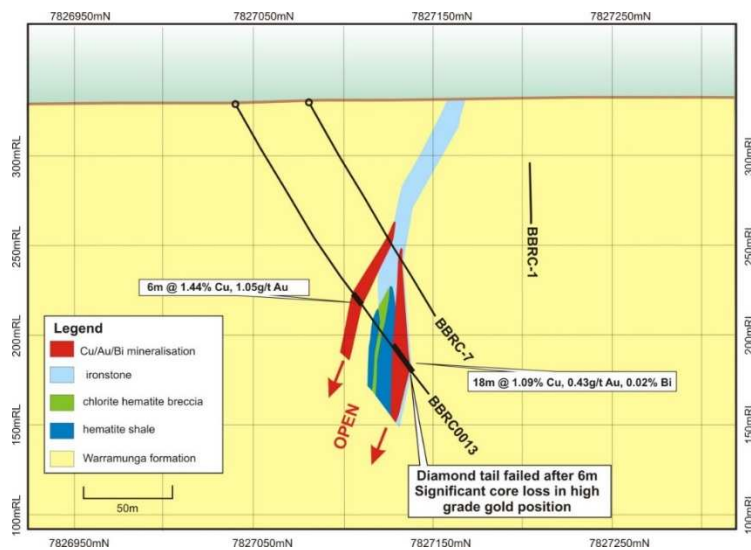 7826950mN
7827050mN
7827150mN
7827250mN
300mRL
300mRL
250mRL
250mRL
BBRC-1
6m @ 1.44% Cu, 1.05g/t Au
Legend
Cu/Au/Bi mineralisation
ironstone
chlorite hematite breccia
hematite shale
Warramunga formation
50m
200mRL
200mRL
BBRC-7
18m @ 1.09% Cu, 0.43g/t Au, 0.02% Bi
BBRC0013
OPEN
150mRL
150mRL
Diamond tail failed after 6m
Significant core loss in high
grade gold position
100mRL
100mRL
7826950mN
7827050mN
7827150mN
7827250mN